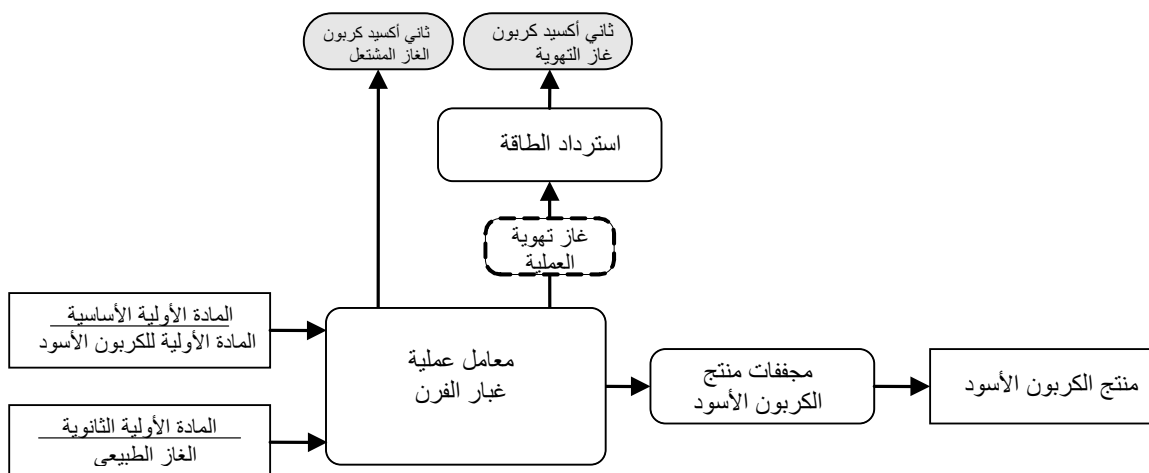 ثاني أكسيد كربون
الغاز المشتعل
ثاني أكسيد كربون
غاز التهوية
استرداد الطاقة
غاز تهوية
العملية
المادة الأولية الأساسية
المادة الأولية للكربون الأسود
معامل عملية
غبار الفرن
مجففات منتج
الكربون الأسود
منتج الكربون الأسود
المادة الأولية الثانوية
الغاز الطبيعي